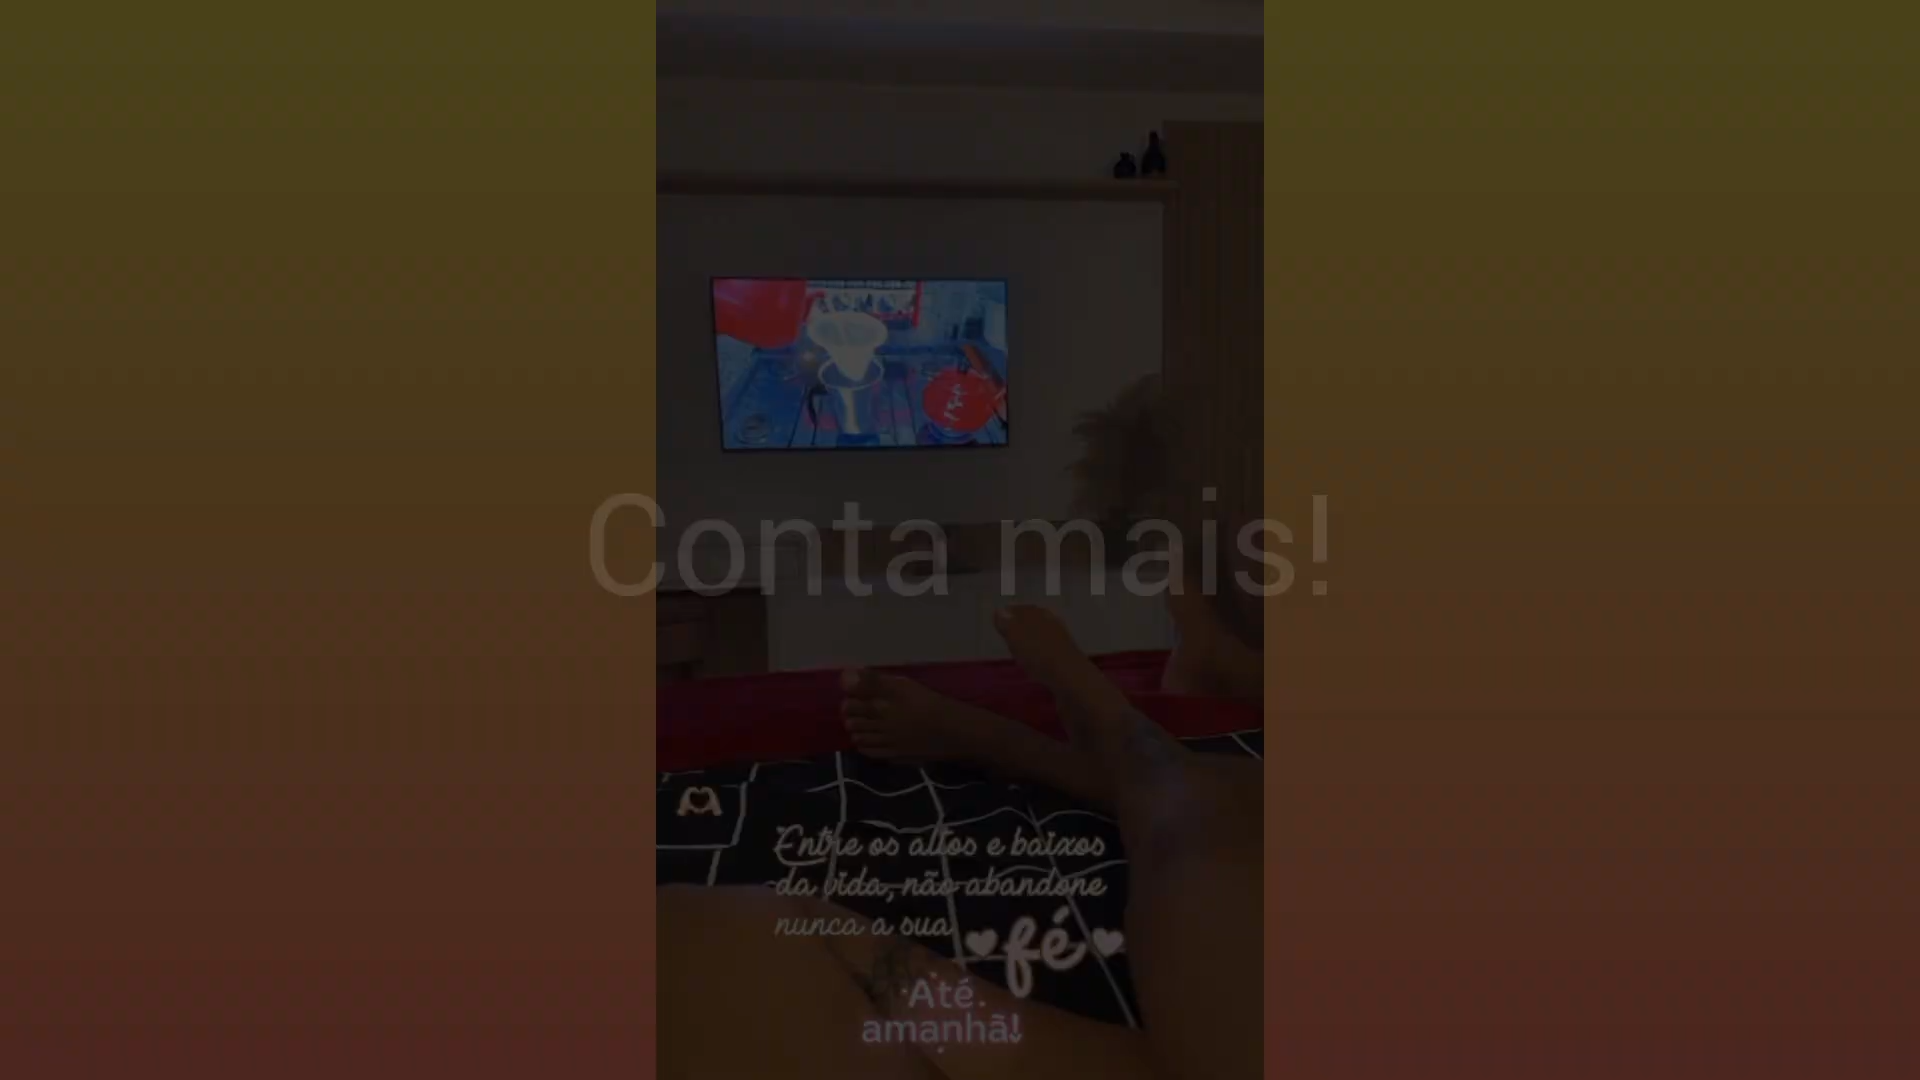 Conta mais!
Entre os altos e baixos
da vida, não abandone
nunca a sua
fé
Até
amanhã!